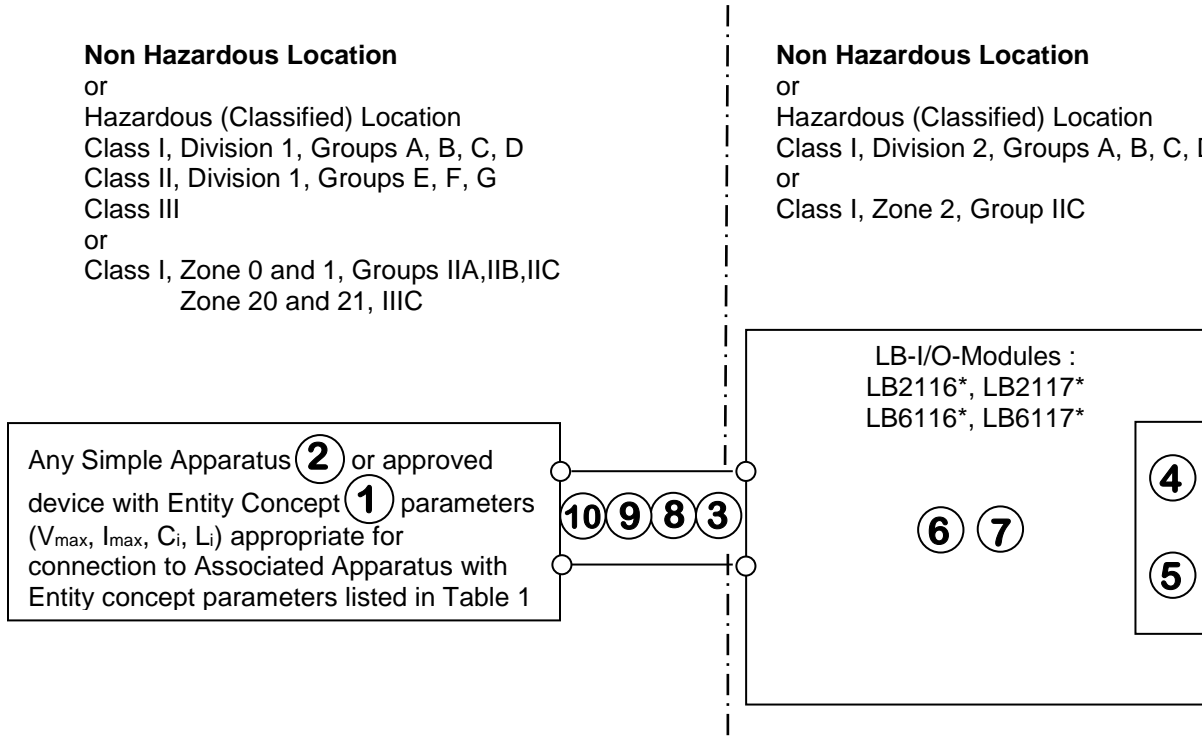 Non Hazardous Location
or
Hazardous (Classified) Location
Class I, Division 1, Groups A, B, C, D
Class II, Division 1, Groups E, F, G
Class III
or
Class I, Zone 0 and 1, Groups IIA,IIB,IIC
Zone 20 and 21, IIIC
Non Hazardous Location
or
Hazardous (Classified) Location
Class I, Division 2, Groups A, B, C,
or
Class I, Zone 2, Group IIC
Any Simple Apparatus 2 or approved
device with Entity Concept 1 parameters
(Vmax, Imax, Ci, Li) appropriate for
connection to Associated Apparatus with
Entity concept parameters listed in Table 1
10 9 8 3
LB-I/O-Modules :
LB2116*, LB2117*
LB6116*, LB6117*
6 7
4
5